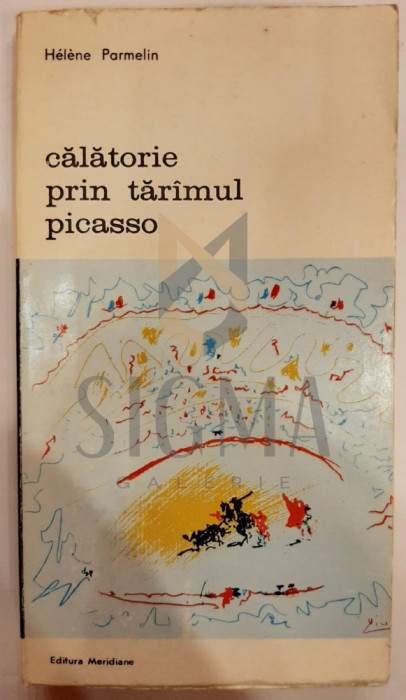 Hélène Parmelin
călătorie
prin tărîmul
picasso
SIGMA
GALERIE
Editura Meridiane